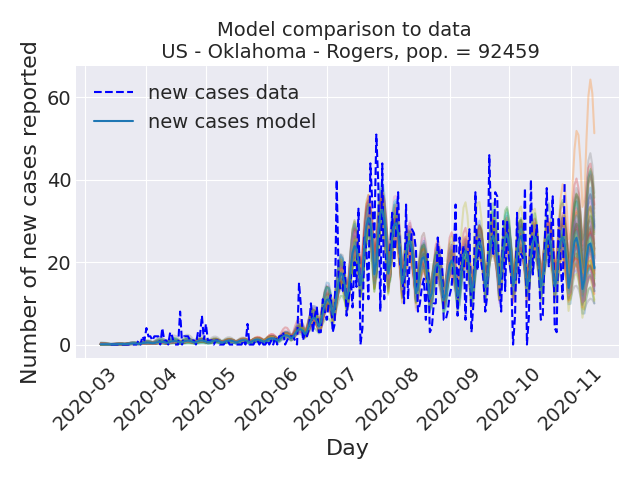 Model comparison to data
US - Oklahoma - Rogers, pop. = 92459
Number of new cases reported
60
40
20
0
new cases data
new cases model
2020-03
2020-04
2020-05
2020-06
2020-07
2020-08
2020-09
2020-10
2020-11
Day